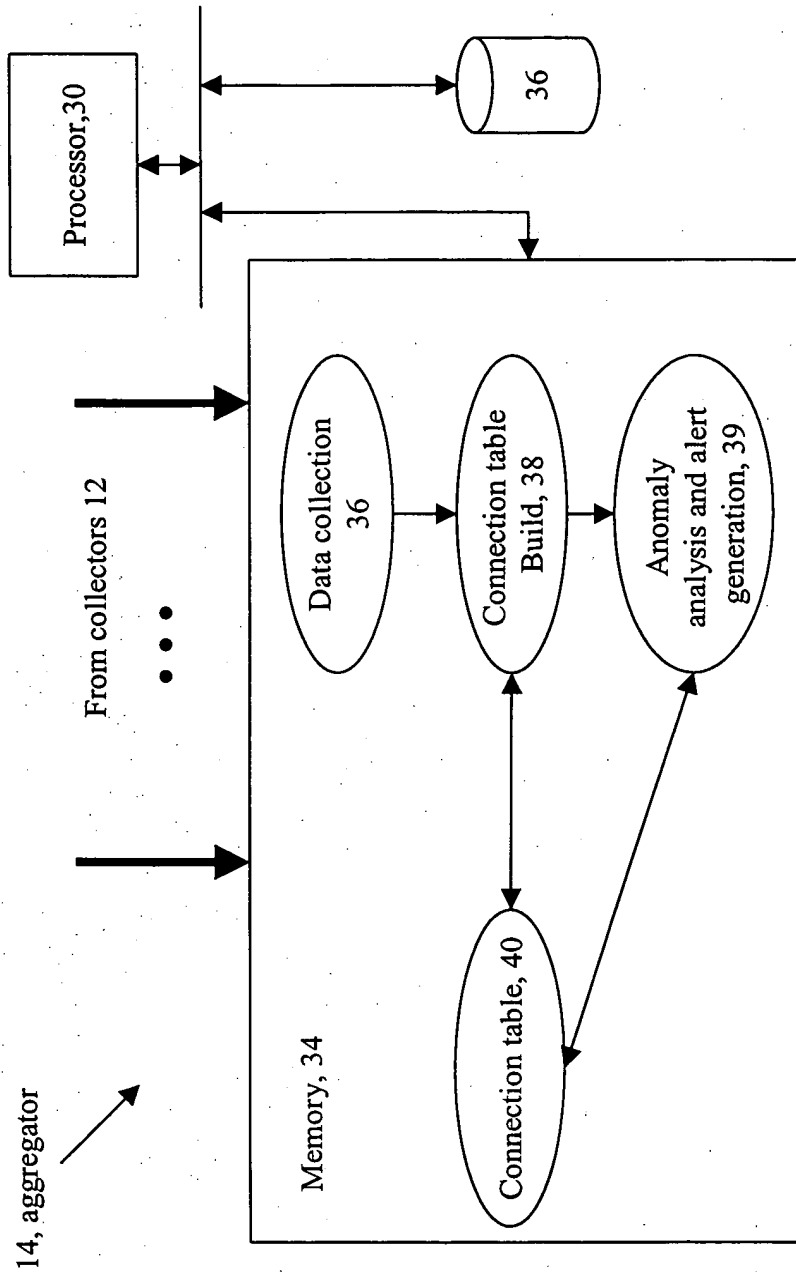 14, aggregator
From collectors 12
Processor,30
36
Memory, 34
Data collection
36
Connection table
Build, 38
Connection table, 40
Anomaly
analysis and alert
generation, 39